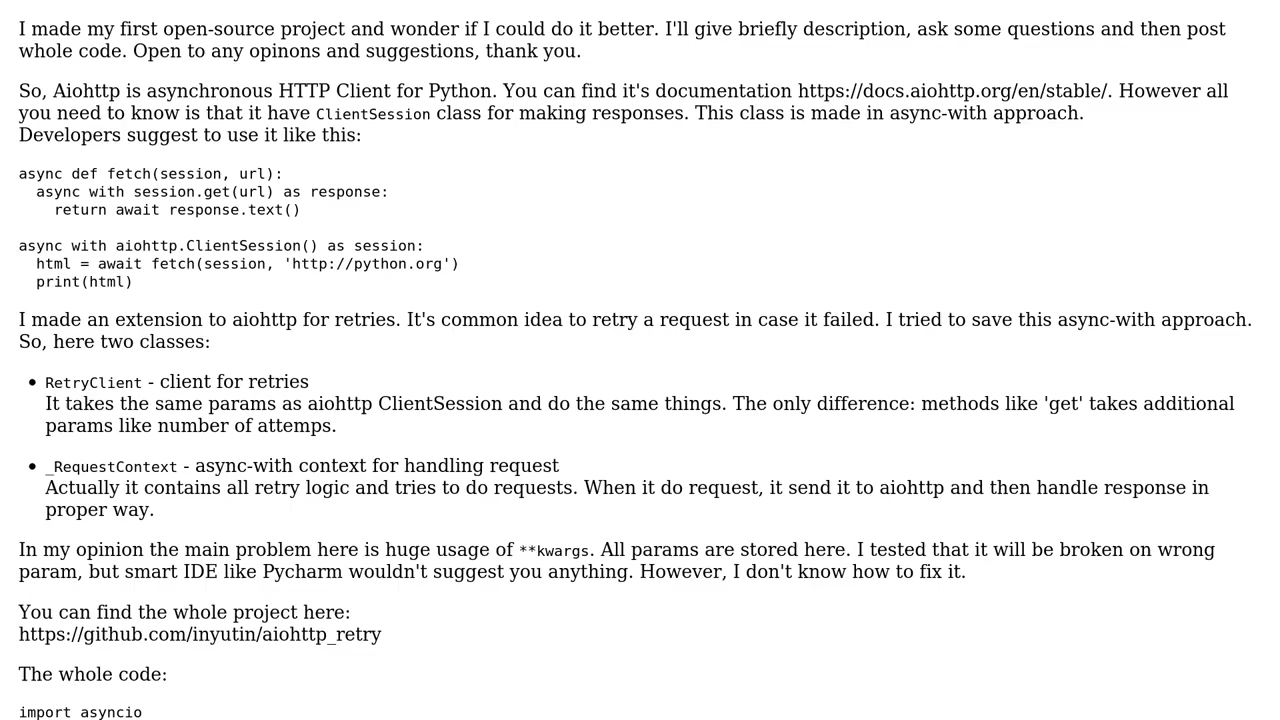 I made my first open-source project and wonder if I could do it better. I'll give briefly description, ask some questions and then post
whole code. Open to any opinons and suggestions, thank you.
So, Aiohttp is asynchronous HTTP Client for Python. You can find it's documentation https://docs.aiohttp.org/en/stable/. However all
you need to know is that it have ClientSession class for making responses. This class is made in async-with approach.
Developers suggest to use it like this:
async def fetch(session, url):
  async with session.get(url) as response:
    return await response.text()
async with aiohttp.ClientSession() as session:
  html = await fetch(session, 'http://python.org')
  print(html)
I made an extension to aiohttp for retries. It's common idea to retry a request in case it failed. I tried to save this async-with approach.
So, here two classes:
• RetryClient - client for retries
It takes the same params as aiohttp ClientSession and do the same things. The only difference: methods like 'get' takes additional
params like number of attemps.
• _RequestContext - async-with context for handling request
Actually it contains all retry logic and tries to do requests. When it do request, it send it to aiohttp and then handle response in
proper way.
In my opinion the main problem here is huge usage of **kwargs. All params are stored here. I tested that it will be broken on wrong
param, but smart IDE like Pycharm wouldn't suggest you anything. However, I don't know how to fix it.
You can find the whole project here:
https://github.com/inyutin/aiohttp_retry
The whole code:
import asyncio